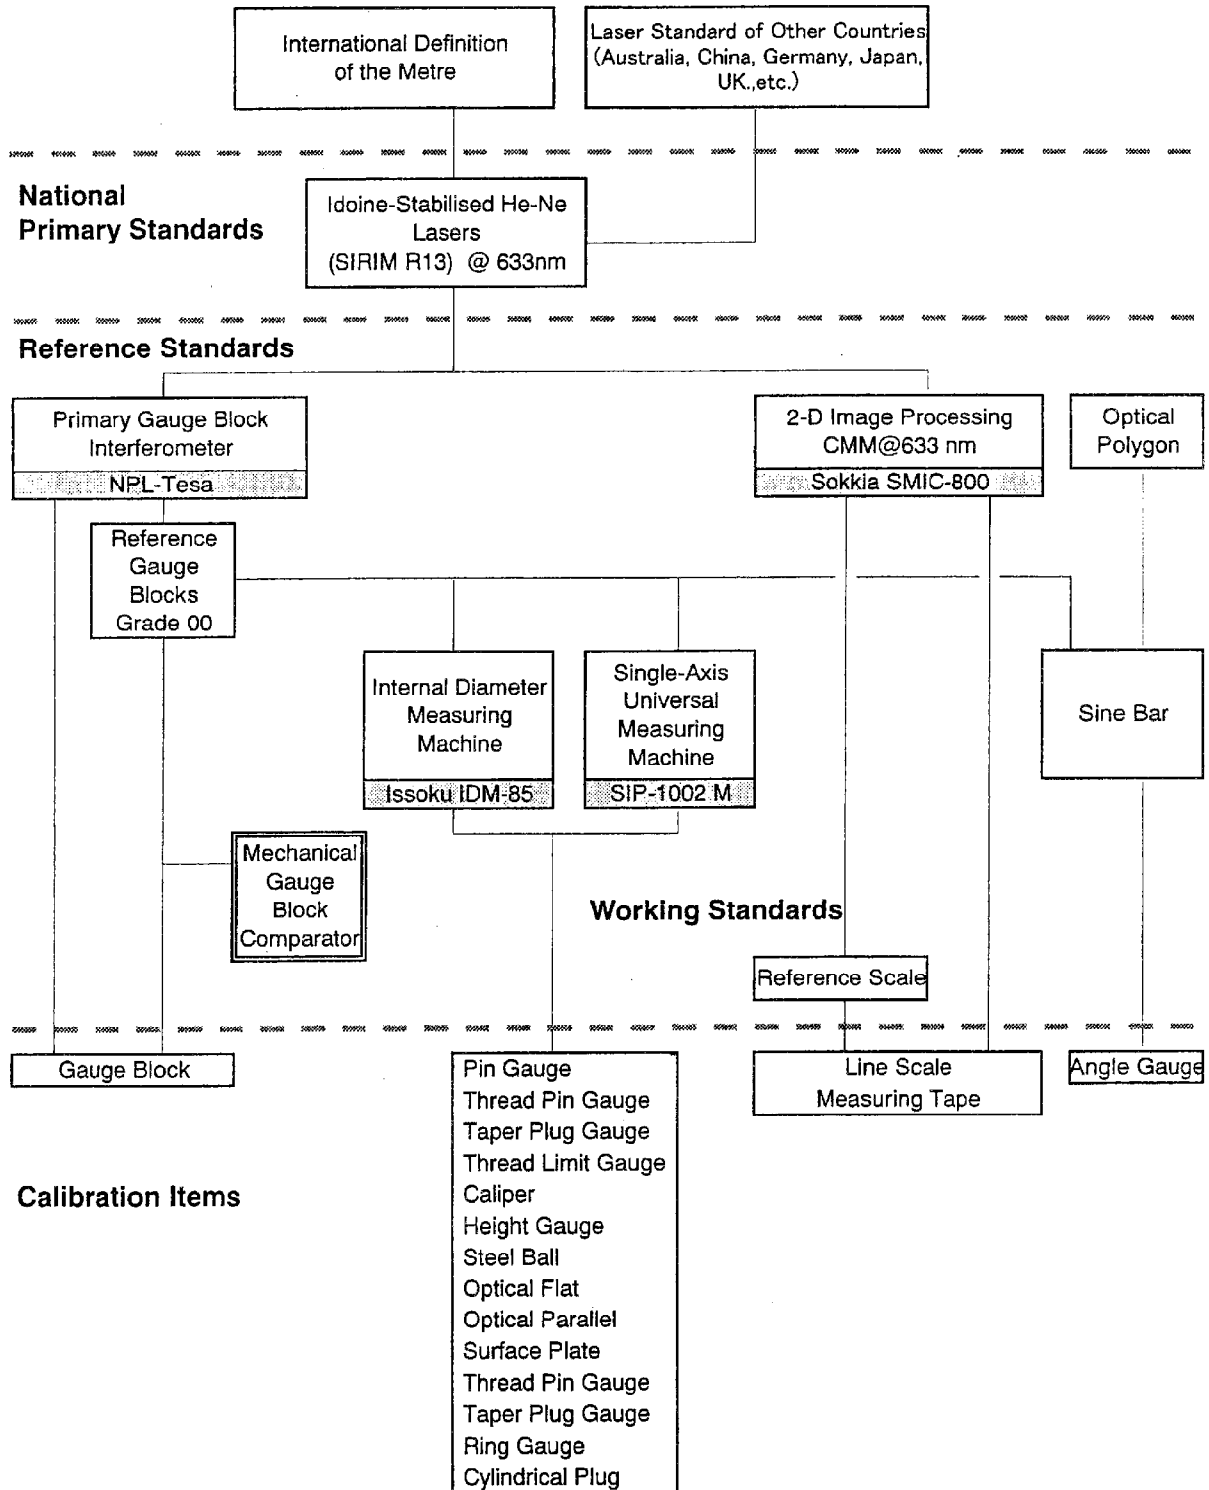 International Definition
of the Metre
Laser Standard of Other Countries
(Australia, China, Germany, Japan,
UK.,etc.)
National
Primary Standards
Idoine-Stabilised He-Ne
Lasers
(SIRIM R13) @ 633nm
Reference Standards
Primary Gauge Block
Interferometer
NPL-Tesa
2-D Image Processing
CMM@633 nm
Sokkia SMIC-800
Optical
Polygon
Reference
Gauge
Blocks
Grade 00
Internal Diameter
Measuring
Machine
Issoku IDM-85
Single-Axis
Universal
Measuring
Machine
SIP-1002 M
Sine Bar
Mechanical
Gauge
Block
Comparator
Working Standards
Reference Scale
Gauge Block
Pin Gauge
Thread Pin Gauge
Taper Plug Gauge
Thread Limit Gauge
Caliper
Height Gauge
Steel Ball
Optical Flat
Optical Parallel
Surface Plate
Thread Pin Gauge
Taper Plug Gauge
Ring Gauge
Cylindrical Plug
Line Scale
Measuring Tape
Angle Gauge
Calibration Items